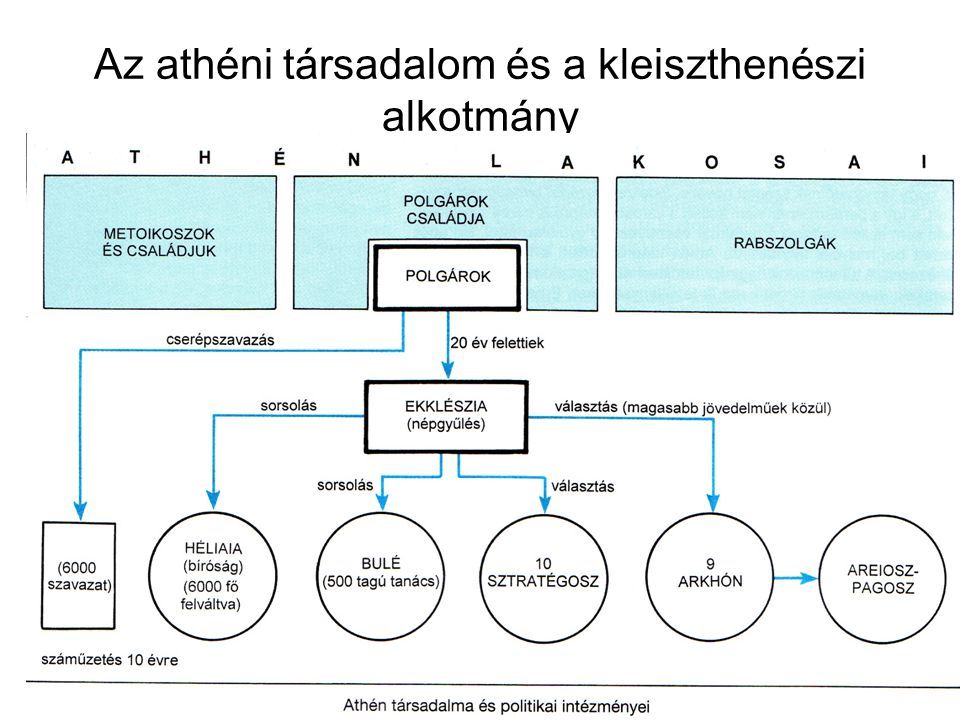 Az athéni társadalom és a kleiszthenészi
alkotmány
A T H É N L A K O S A I
METOIKOSZOK
ÉS CSALÁDJUK
POLGÁROK
CSALÁDJA
POLGÁROK
RABSZOLGÁK
cserépszavazás
20 év felettiek
sorsolás
EKKLÉSZIA
(népgyűlés)
választás (magasabb jövedelműek közül)
sorsolás
választás
(6000
szavazat)
HÉLIAIA
(bíróság)
(6000 fő
felváltva)
BULÉ
(500 tagú tanács)
10
SZTRATÉGOSZ
9
ARKHÓN
AREIOSZ-
PAGOSZ
száműzetés 10 évre
Athén társadalma és politikai intézményei